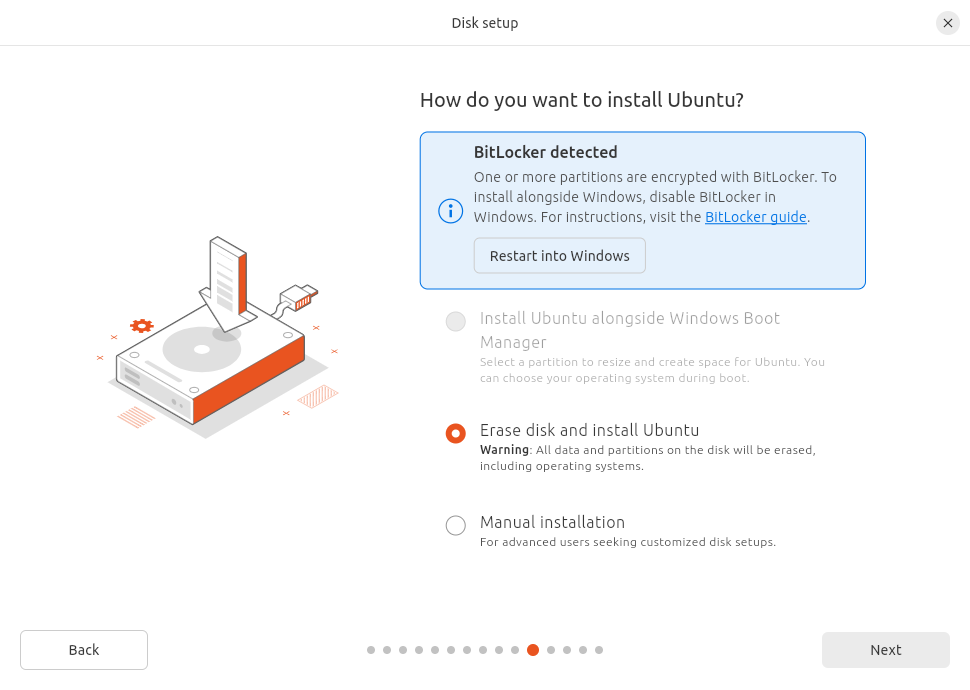 Disk setup
How do you want to install Ubuntu?
BitLocker detected
One or more partitions are encrypted with BitLocker. To
install alongside Windows, disable BitLocker in
Windows. For instructions, visit the BitLocker guide.
Restart into Windows
Install Ubuntu alongside Windows Boot
Manager
Select a partition to resize and create space for Ubuntu. You
can choose your operating system during boot.
Erase disk and install Ubuntu
Warning: All data and partitions on the disk will be erased,
including operating systems.
Manual installation
For advanced users seeking customized disk setups.
Back
Next